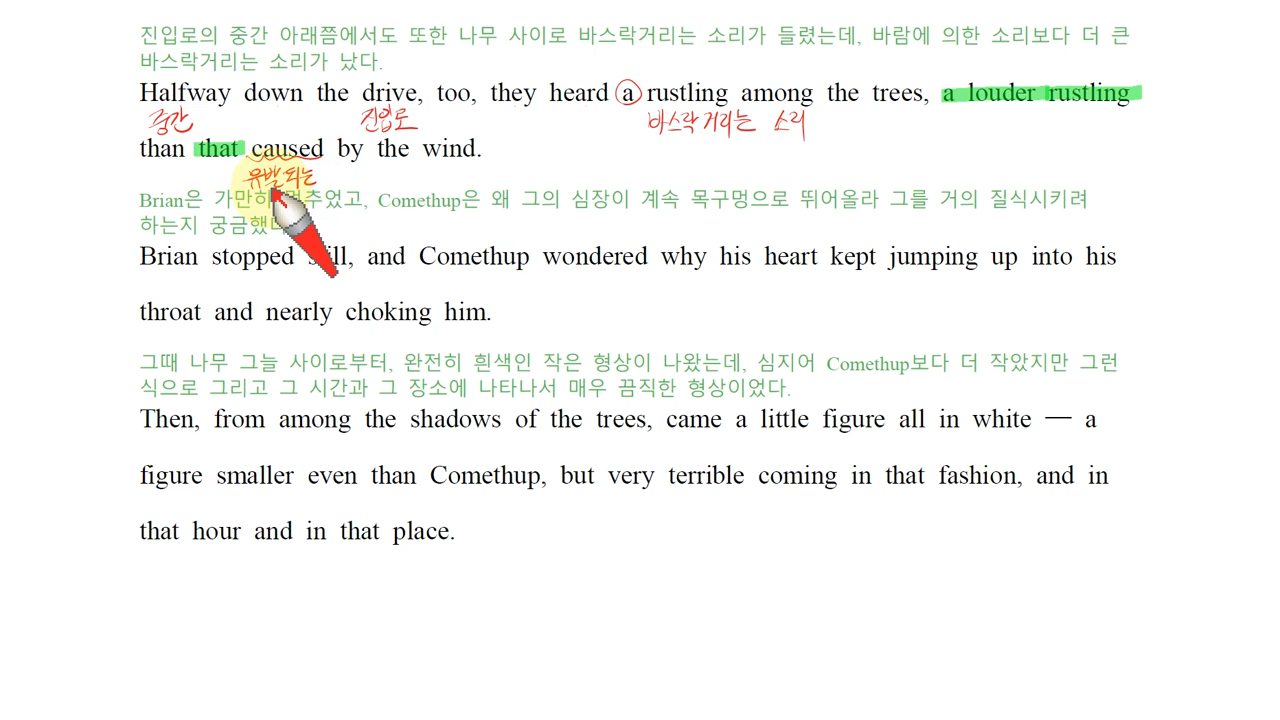 진입로의 중간 아래쯤에서도 또한 나무 사이로 바스락거리는 소리가 들렸는데, 바람에 의한 소리보다 더 큰
바스락거리는 소리가 났다.
Halfway down the drive, too, they heard a rustling among the trees, a louder rustling
중간 진입로 바스락거리는 소리
than that caused by the wind.
유발되는
Brian은 가만히 멈추었고, Comethup은 왜 그의 심장이 계속 목구멍으로 뛰어올라 그를 거의 질식시키려
하는지 궁금했다
Brian stopped still, and Comethup wondered why his heart kept jumping up into his
throat and nearly choking him.
그때 나무 그늘 사이로부터, 완전히 흰색인 작은 형상이 나왔는데, 심지어 Comethup보다 더 작았지만 그런
식으로 그리고 그 시간과 그 장소에 나타나서 매우 끔직한 형상이었다.
Then, from among the shadows of the trees, came a little figure all in white — a
figure smaller even than Comethup, but very terrible coming in that fashion, and in
that hour and in that place.